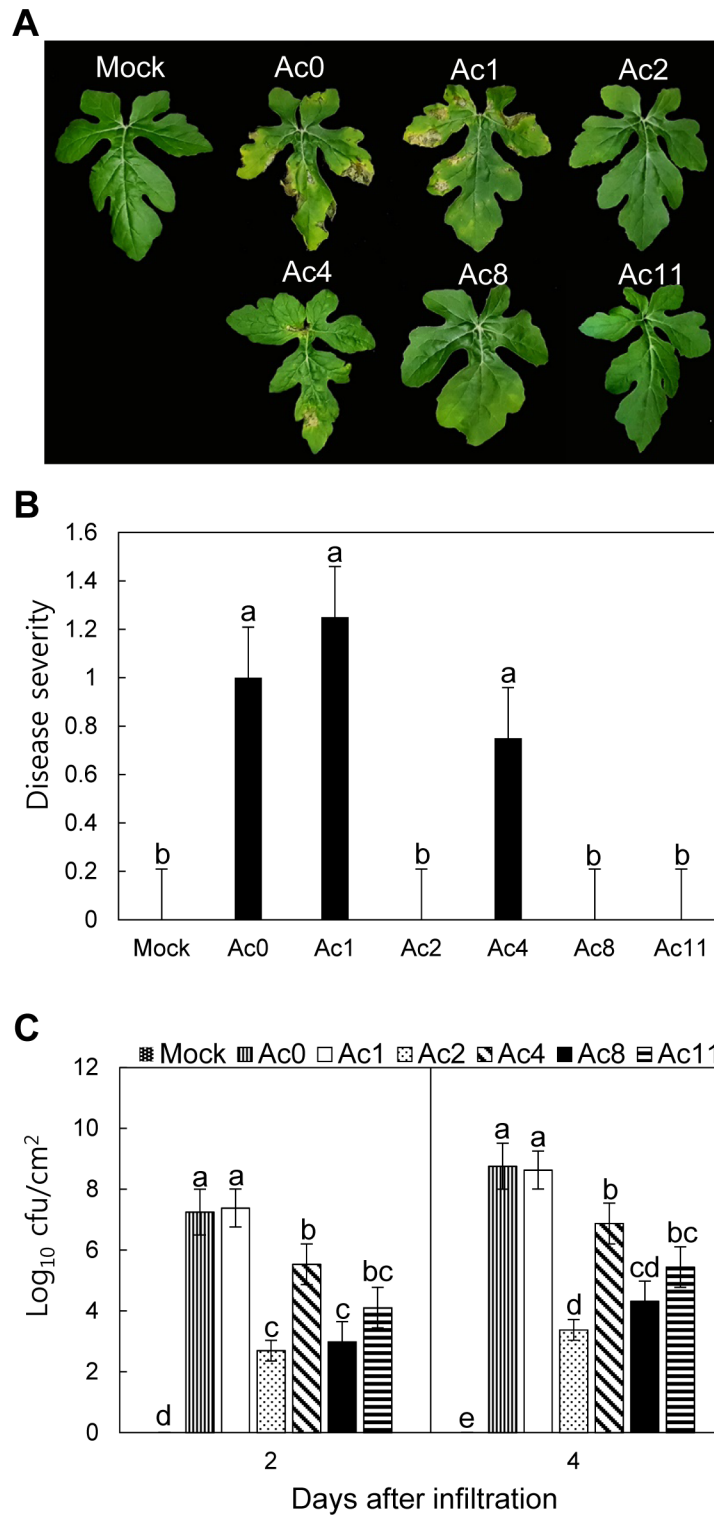 A
Mock Ac0 Ac1 Ac2
Ac4 Ac8 Ac11
B
Disease severity
1.6
1.4
1.2
1
0.8
0.6
0.4
0.2
0
b a a b a b b
Mock Ac0 Ac1 Ac2 Ac4 Ac8 Ac11
C
Mock Ac0 Ac1 Ac2 Ac4 Ac8 Ac11
Log₁₀ cfu/cm²
12
10
8
6
4
2
0
d a a c b c bc
e a a d b cd bc
2 4
Days after infiltration